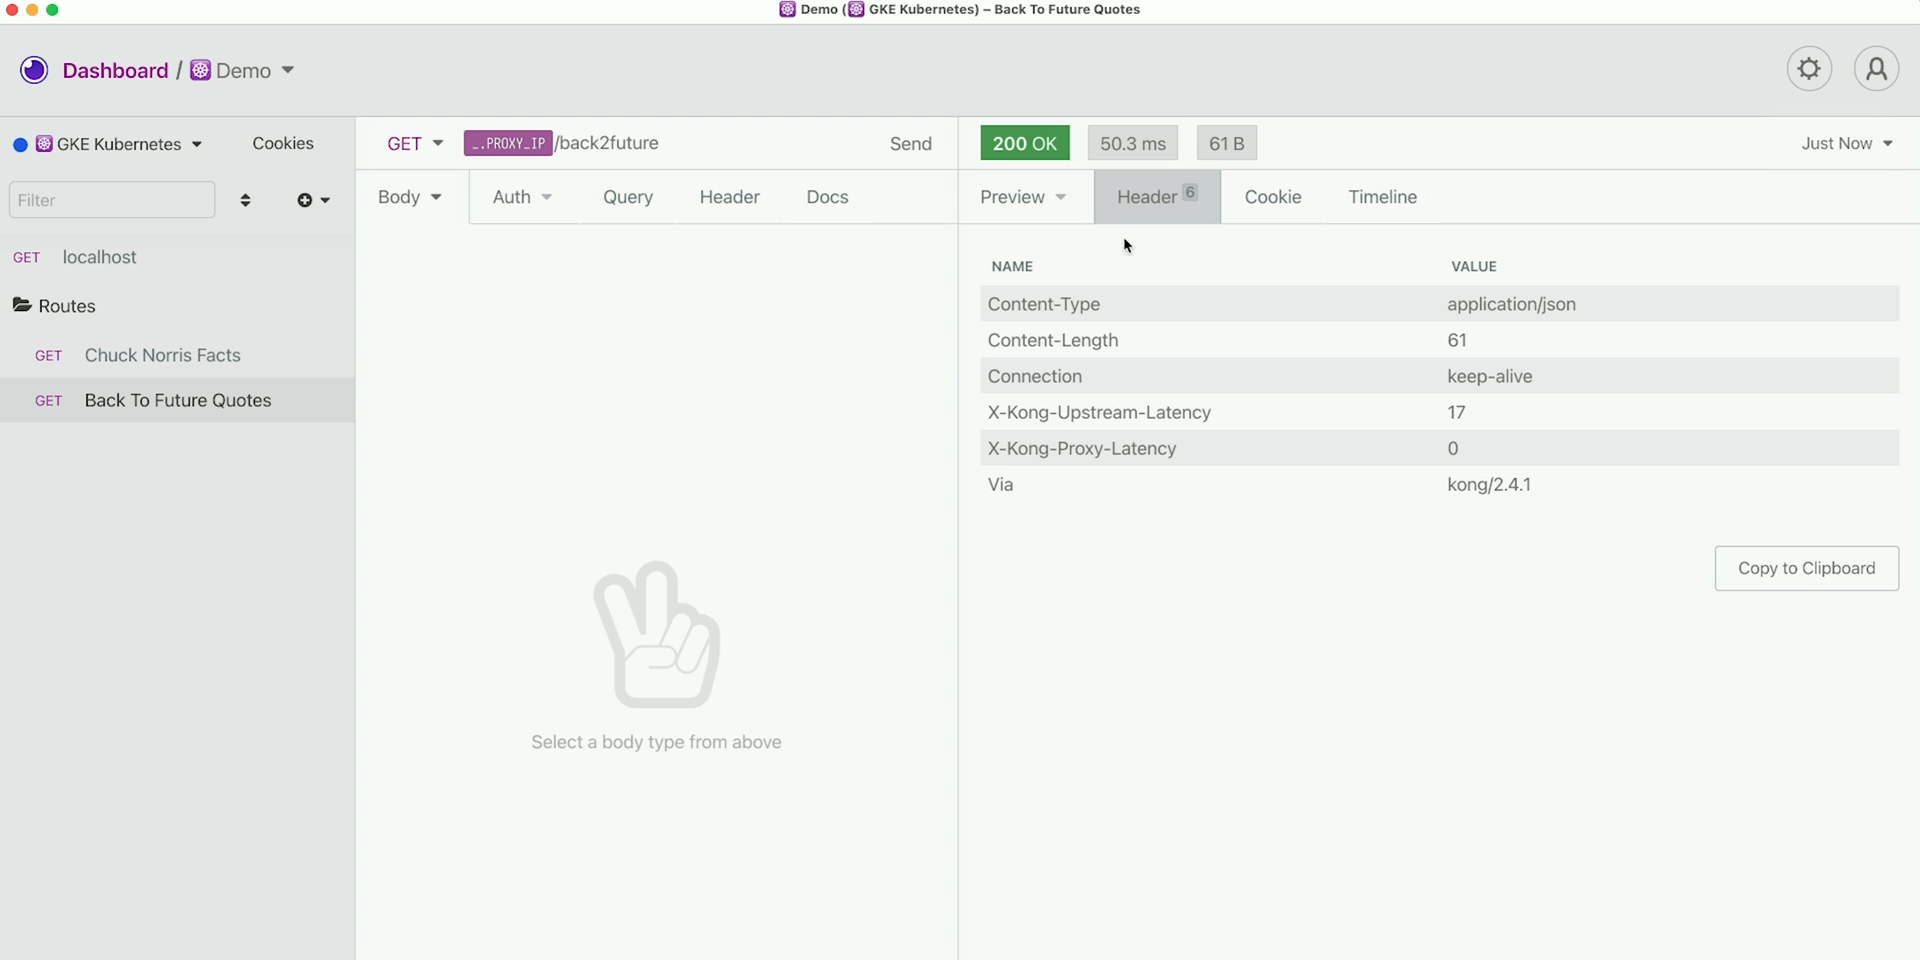 Demo (GKE Kubernetes) – Back To Future Quotes
Dashboard / Demo
GKE Kubernetes Cookies
Filter
GET localhost
Routes
GET Chuck Norris Facts
GET Back To Future Quotes
GET _.PROXY_IP /back2future Send
Body Auth Query Header Docs
Select a body type from above
200 OK 50.3 ms 61 B Just Now
Preview Header 6 Cookie Timeline
NAME VALUE
Content-Type application/json
Content-Length 61
Connection keep-alive
X-Kong-Upstream-Latency 17
X-Kong-Proxy-Latency 0
Via kong/2.4.1
Copy to Clipboard